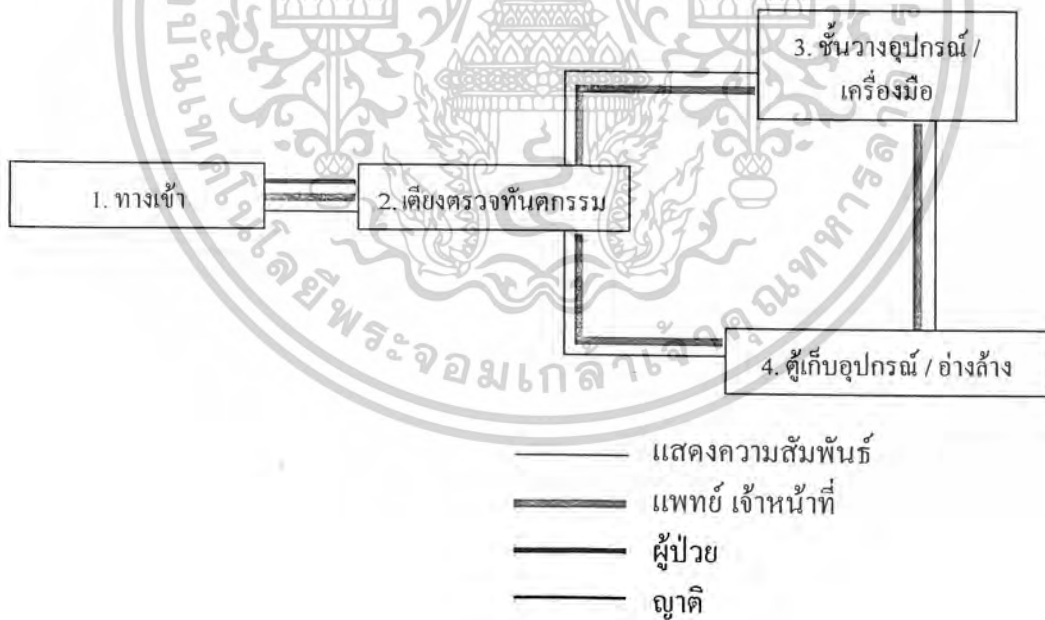 3. ชั้นวางอุปกรณ์ /
เครื่องมือ
1. ทางเข้า
2. เตียงตรวจทันตกรรม
4. ตู้เก็บอุปกรณ์ / อ่างล้าง
แสดงความสัมพันธ์
แพทย์ เจ้าหน้าที่
ผู้ป่วย
ญาติ